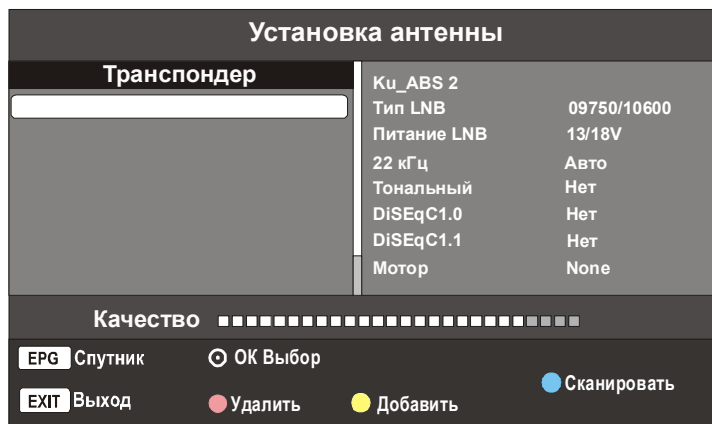 Установка антенны
Транспондер
Ku_ABS 2
Тип LNB 09750/10600
Питание LNB 13/18V
22 кГц Авто
Тональный Нет
DiSEqC1.0 Нет
DiSEqC1.1 Нет
Мотор None
Качество
EPG Спутник ОК Выбор
Сканировать
EXIT Выход Удалить Добавить